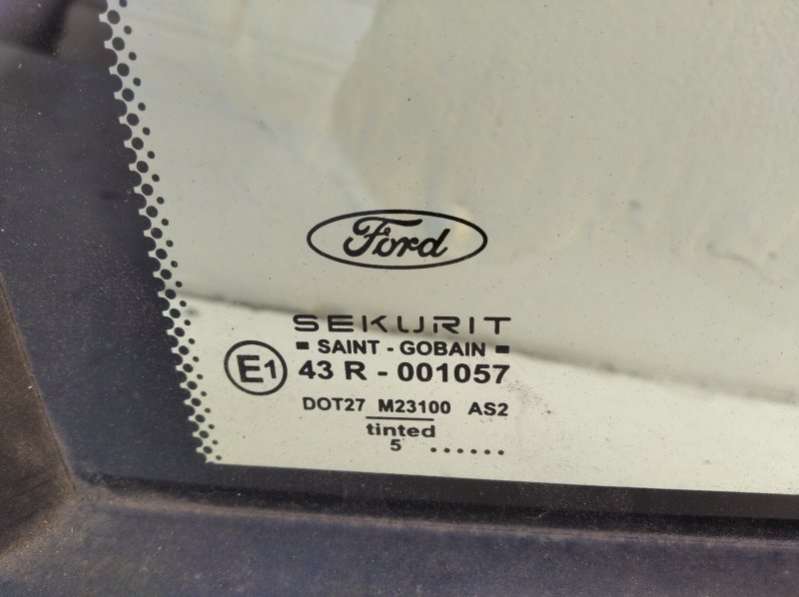 Ford
SEKURIT
SAINT - GOBAIN
E1 43 R - 001057
DOT27 M23100 AS2
tinted
5 ......